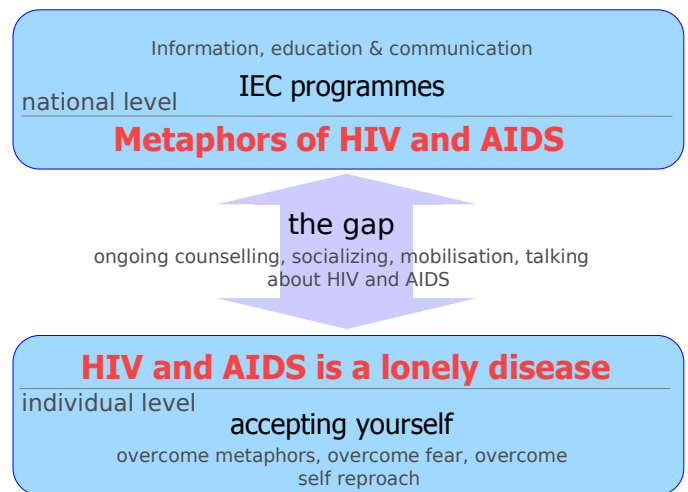 Information, education & communication
IEC programmes
national level
Metaphors of HIV and AIDS
the gap
ongoing counselling, socializing, mobilisation, talking
about HIV and AIDS
HIV and AIDS is a lonely disease
individual level
accepting yourself
overcome metaphors, overcome fear, overcome
self reproach